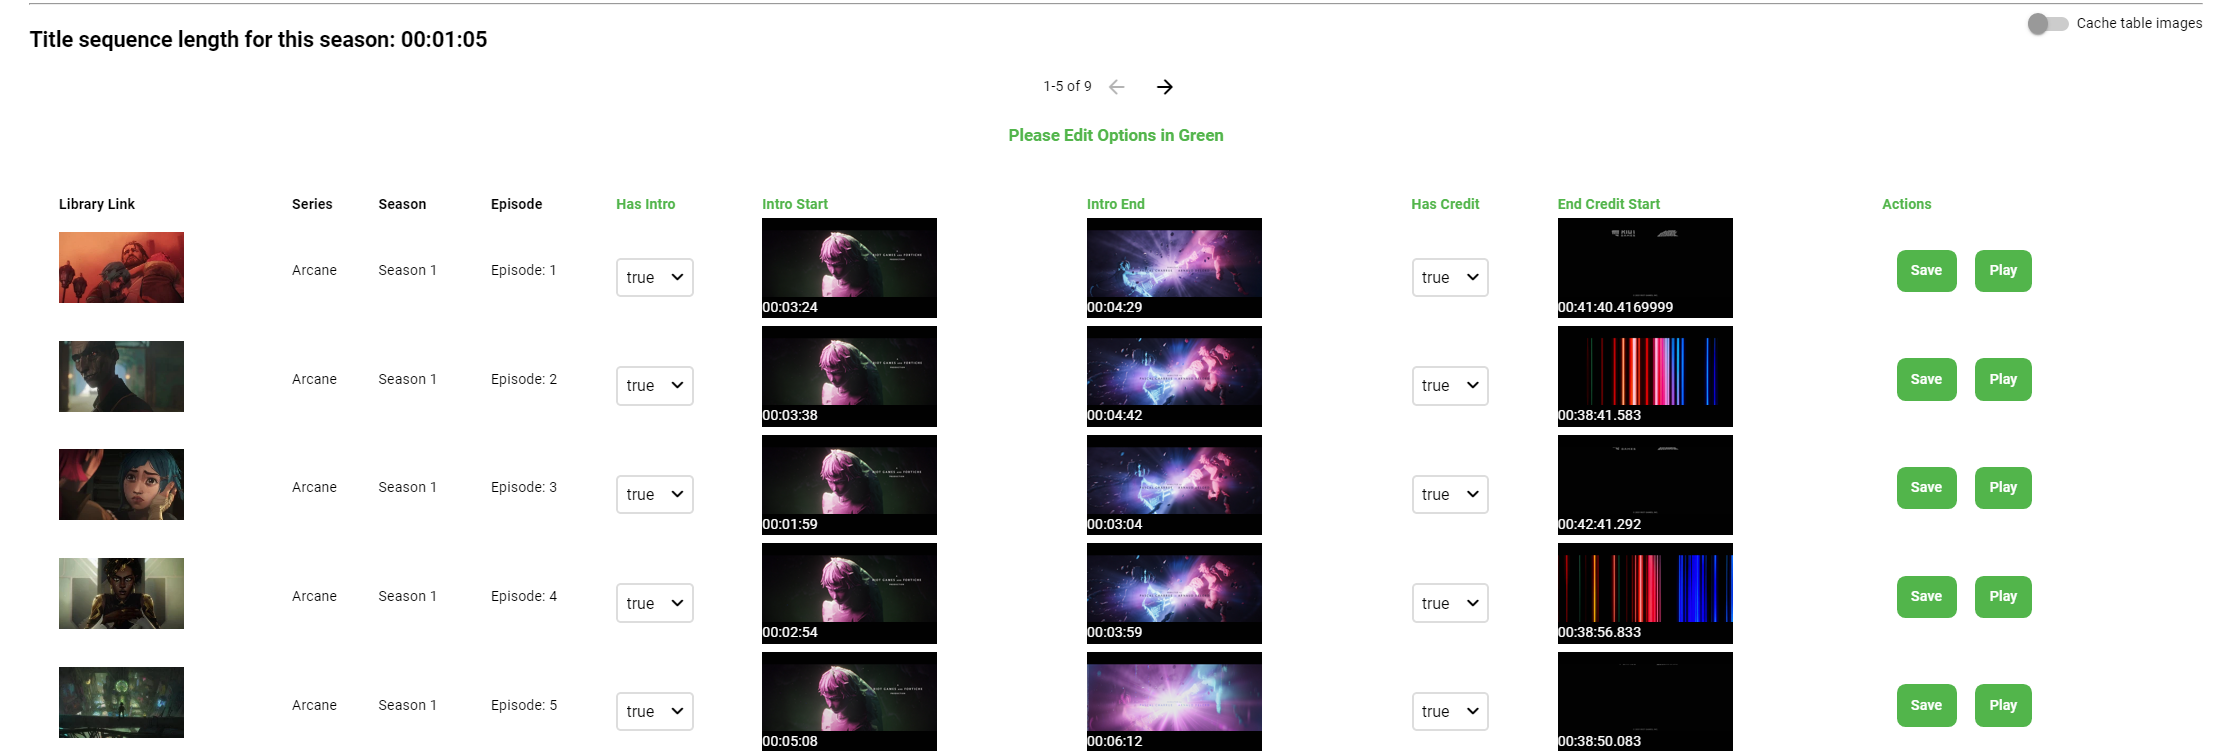 Cache table images
Title sequence length for this season: 00:01:05
1-5 of 9
Please Edit Options in Green
Library Link Series Season Episode Has Intro Intro Start Intro End Has Credit End Credit Start Actions
Arcane Season 1 Episode: 1 true 00:03:24 00:04:29 true 00:41:40.4169999 Save Play
Arcane Season 1 Episode: 2 true 00:03:38 00:04:42 true 00:38:41.583 Save Play
Arcane Season 1 Episode: 3 true 00:01:59 00:03:04 true 00:42:41.292 Save Play
Arcane Season 1 Episode: 4 true 00:02:54 00:03:59 true 00:38:56.833 Save Play
Arcane Season 1 Episode: 5 true 00:05:08 00:06:12 true 00:38:50.083 Save Play